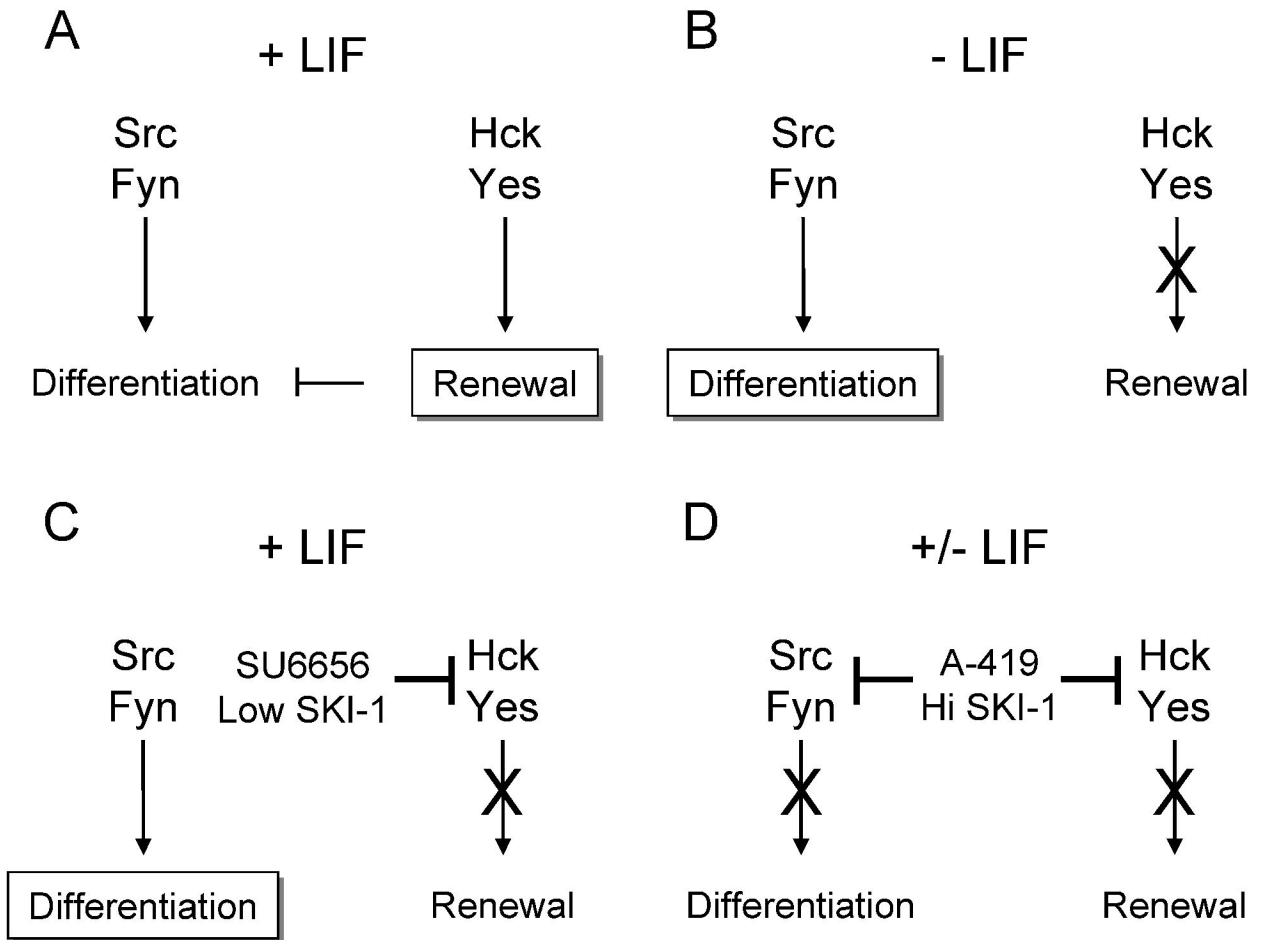 A
+ LIF
Src
Fyn
Hck
Yes
Differentiation
Renewal
B
- LIF
Src
Fyn
Hck
Yes
X
Differentiation
Renewal
C
+ LIF
Src
Fyn
SU6656
Low SKI-1
Hck
Yes
X
Differentiation
Renewal
D
+/- LIF
Src
Fyn
A-419
Hi SKI-1
Hck
Yes
X
X
Differentiation
Renewal